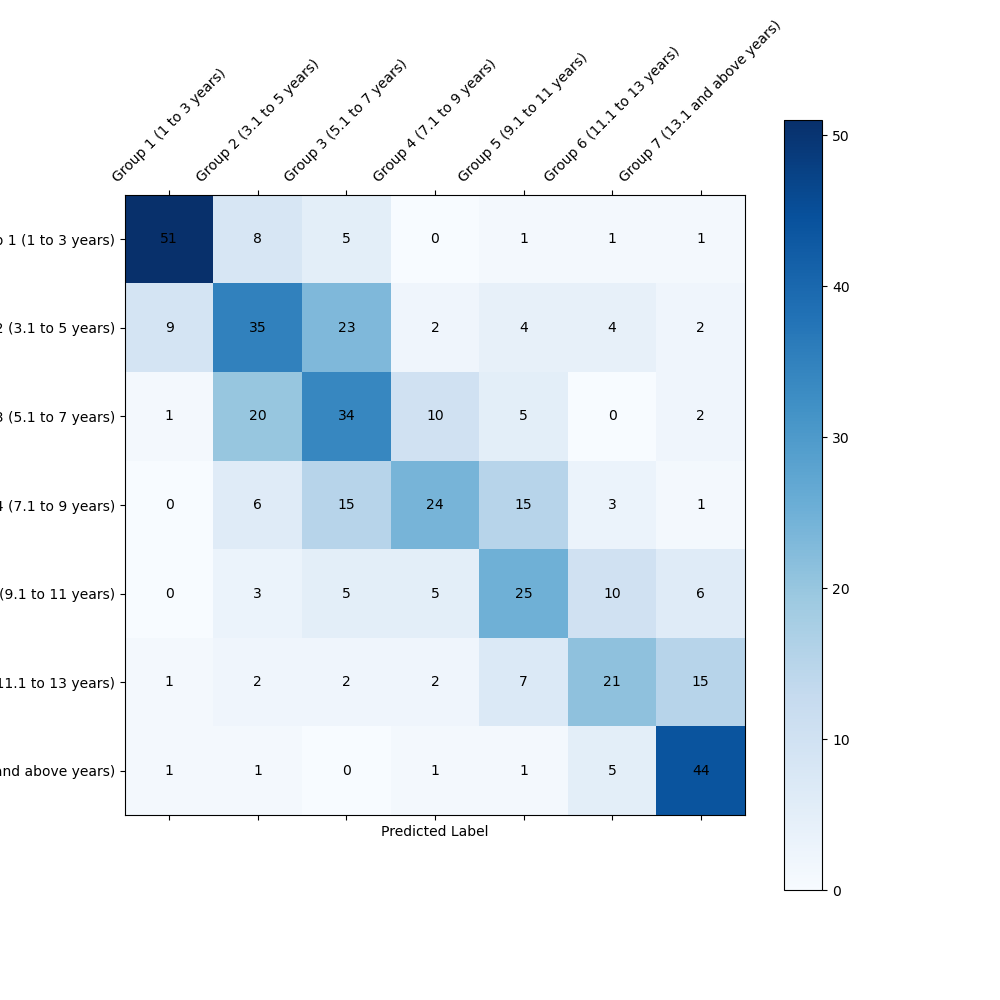 Group 1 (1 to 3 years)
Group 2 (3.1 to 5 years)
Group 3 (5.1 to 7 years)
Group 4 (7.1 to 9 years)
Group 5 (9.1 to 11 years)
Group 6 (11.1 to 13 years)
Group 7 (13.1 and above years)
1 (1 to 3 years) 51 8 5 0 1 1 1
2 (3.1 to 5 years) 9 35 23 2 4 4 2
3 (5.1 to 7 years) 1 20 34 10 5 0 2
4 (7.1 to 9 years) 0 6 15 24 15 3 1
(9.1 to 11 years) 0 3 5 5 25 10 6
11.1 to 13 years) 1 2 2 2 7 21 15
and above years) 1 1 0 1 1 5 44
Predicted Label
50
40
30
20
10
0